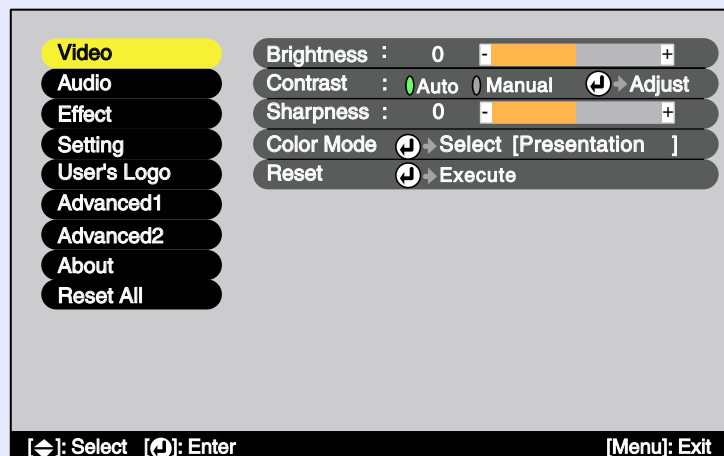 Video
Audio
Effect
Setting
User's Logo
Advanced1
Advanced2
About
Reset All
Brightness : 0 - +
Contrast : Auto Manual Adjust
Sharpness : 0 - +
Color Mode Select [Presentation ]
Reset Execute
[ ]: Select [ ]: Enter [Menu]: Exit